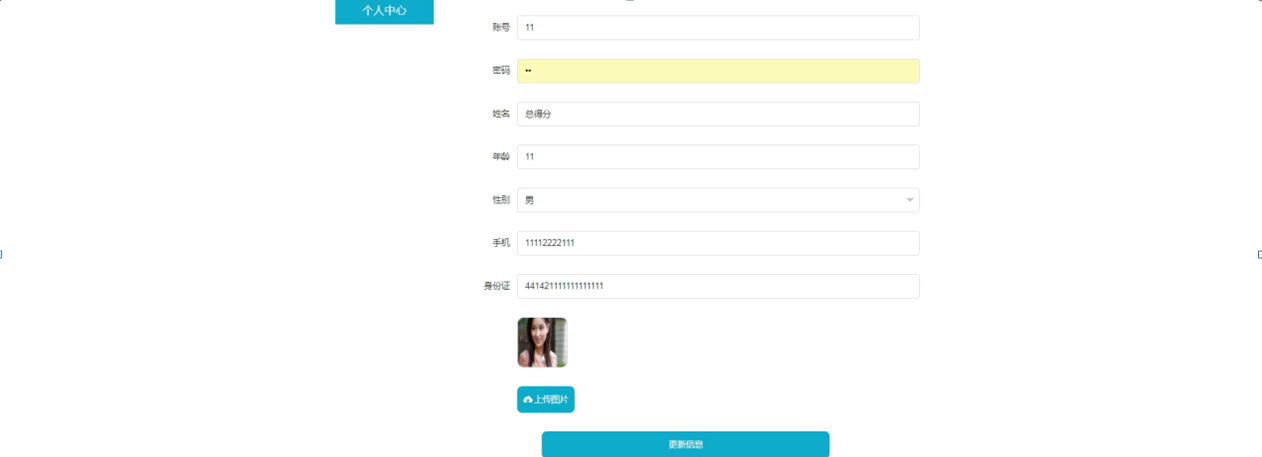 个人中心
账号 11
密码 ••
姓名 总得分
年龄 11
性别 男
手机 11112222111
身份证 441421111111111111
上传图片
更新信息